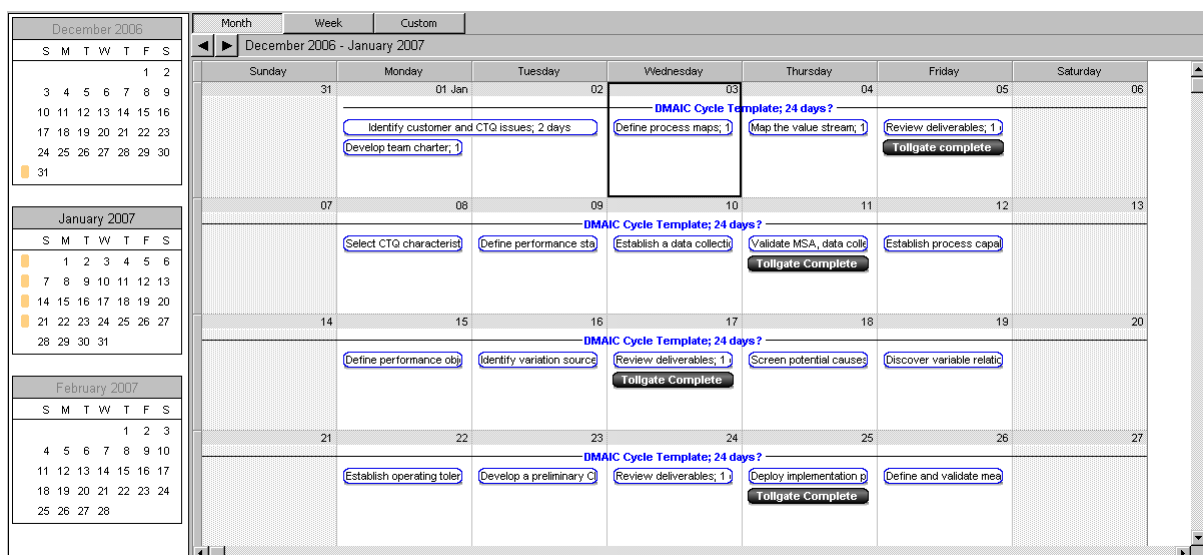 December 2006
S M T W T F S
1 2
3 4 5 6 7 8 9
10 11 12 13 14 15 16
17 18 19 20 21 22 23
24 25 26 27 28 29 30
31
January 2007
S M T W T F S
1 2 3 4 5 6
7 8 9 10 11 12 13
14 15 16 17 18 19 20
21 22 23 24 25 26 27
28 29 30 31
February 2007
S M T W T F S
1 2 3
4 5 6 7 8 9 10
11 12 13 14 15 16 17
18 19 20 21 22 23 24
25 26 27 28
Month Week Custom
December 2006 - January 2007
Sunday Monday Tuesday Wednesday Thursday Friday Saturday
31 01 Jan 02 03 04 05 06
DMAIC Cycle Template; 24 days?
Identify customer and CTQ issues; 2 days Define process maps; 1 Map the value stream; 1 Review deliverables; 1
Develop team charter; 1 Tollgate complete
07 08 09 10 11 12 13
DMAIC Cycle Template; 24 days?
Select CTQ characterist Define performance sta Establish a data collectio Validate MSA, data colle Establish process capal
Tollgate Complete
14 15 16 17 18 19 20
DMAIC Cycle Template; 24 days?
Define performance obj Identify variation source Review deliverables; 1 Screen potential causes Discover variable relatio
Tollgate Complete
21 22 23 24 25 26 27
DMAIC Cycle Template; 24 days?
Establish operating toler Develop a preliminary C Review deliverables; 1 Deploy implementation p Define and validate mea
Tollgate Complete